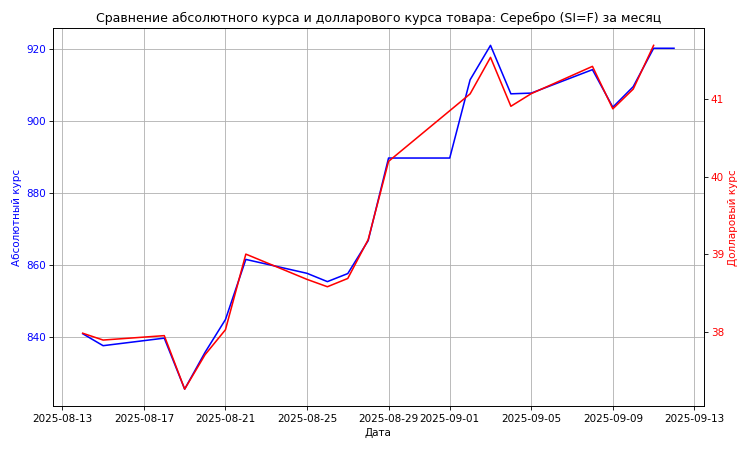 Сравнение абсолютного курса и долларового курса товара: Серебро (SI=F) за месяц
Абсолютный курс
920
900
880
860
840
41
40
39
38
Долларовый курс
2025-08-13 2025-08-17 2025-08-21 2025-08-25 2025-08-29 2025-09-01 2025-09-05 2025-09-09 2025-09-13
Дата